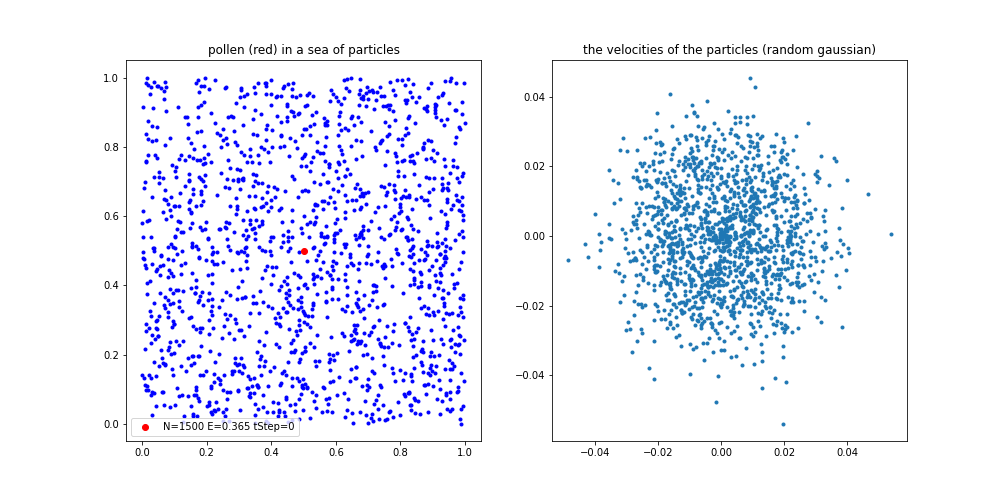 pollen (red) in a sea of particles
1.0
0.8
0.6
0.4
0.2
0.0
N=1500 E=0.365 tStep=0
0.0 0.2 0.4 0.6 0.8 1.0
the velocities of the particles (random gaussian)
0.04
0.02
0.00
−0.02
−0.04
−0.04 −0.02 0.00 0.02 0.04